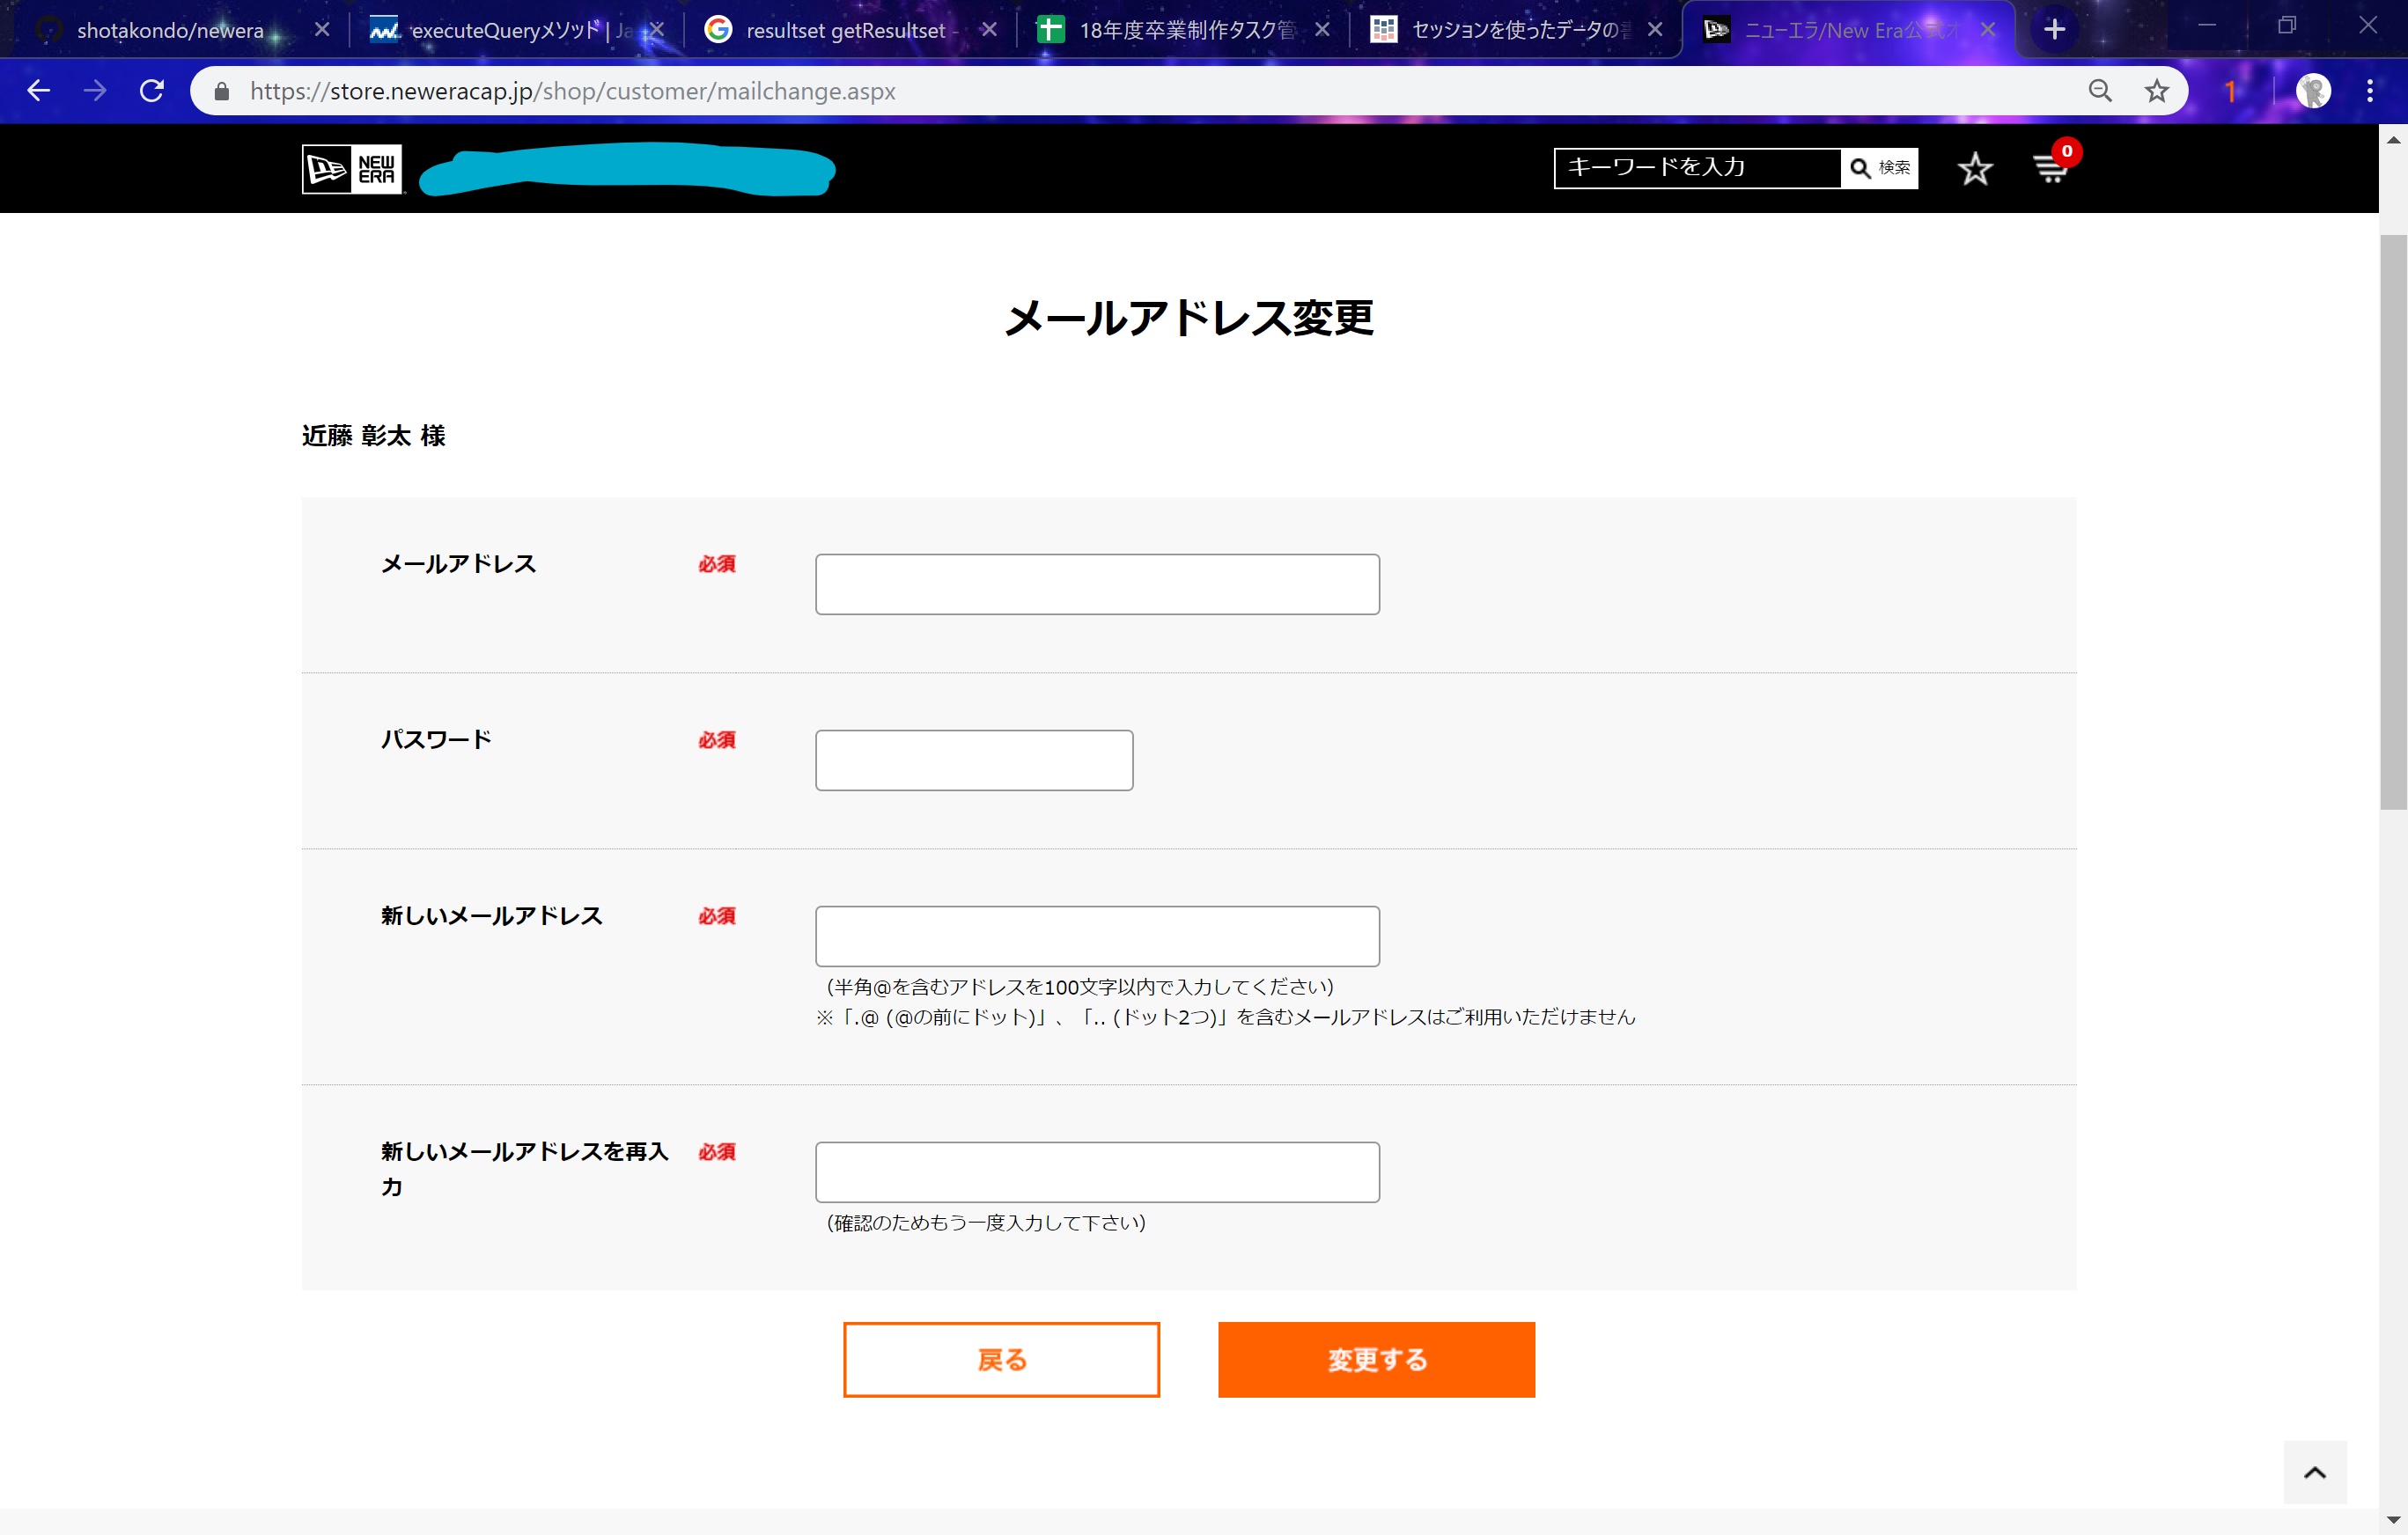 shotakondo/newera
executeQueryメソッド | Ja
resultset getResultset -
18年度卒業制作タスク管
セッションを使ったデータの書
ニューエラ/New Era公式オ
https://store.neweracap.jp/shop/customer/mailchange.aspx
1
NEW ERA
キーワードを入力
検索
0
メールアドレス変更
近藤 彰太 様
メールアドレス 必須
パスワード 必須
新しいメールアドレス 必須
（半角@を含むアドレスを100文字以内で入力してください）
※「.@ (@の前にドット)」、「.. (ドット2つ)」を含むメールアドレスはご利用いただけません
新しいメールアドレスを再入 必須
力
（確認のためもう一度入力して下さい）
戻る
変更する